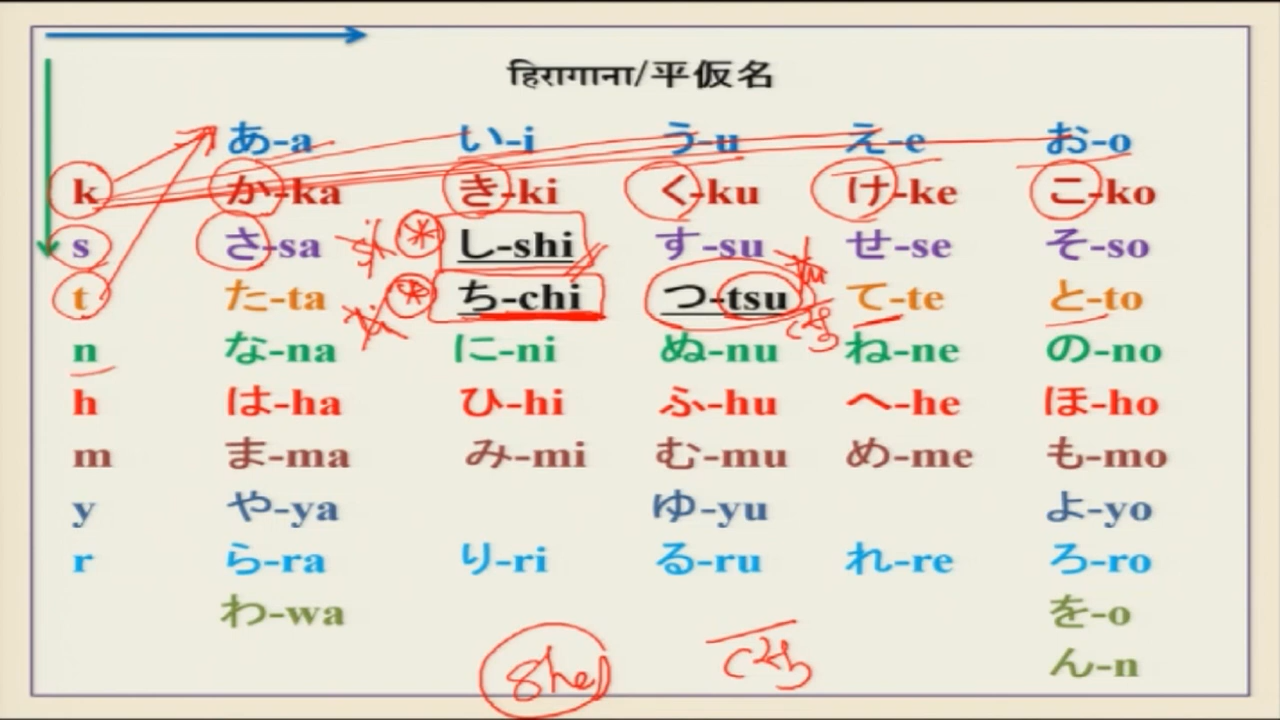 हिरागाना/平仮名
あ-a い-i う-u え-e お-o
k か-ka き-ki く-ku け-ke こ-ko
s さ-sa し-shi す-su せ-se そ-so
t た-ta ち-chi つ-tsu て-te と-to
n な-na に-ni ぬ-nu ね-ne の-no
h は-ha ひ-hi ふ-hu へ-he ほ-ho
m ま-ma み-mi む-mu め-me も-mo
y や-ya ゆ-yu よ-yo
r ら-ra り-ri る-ru れ-re ろ-ro
わ-wa を-o
ん-n